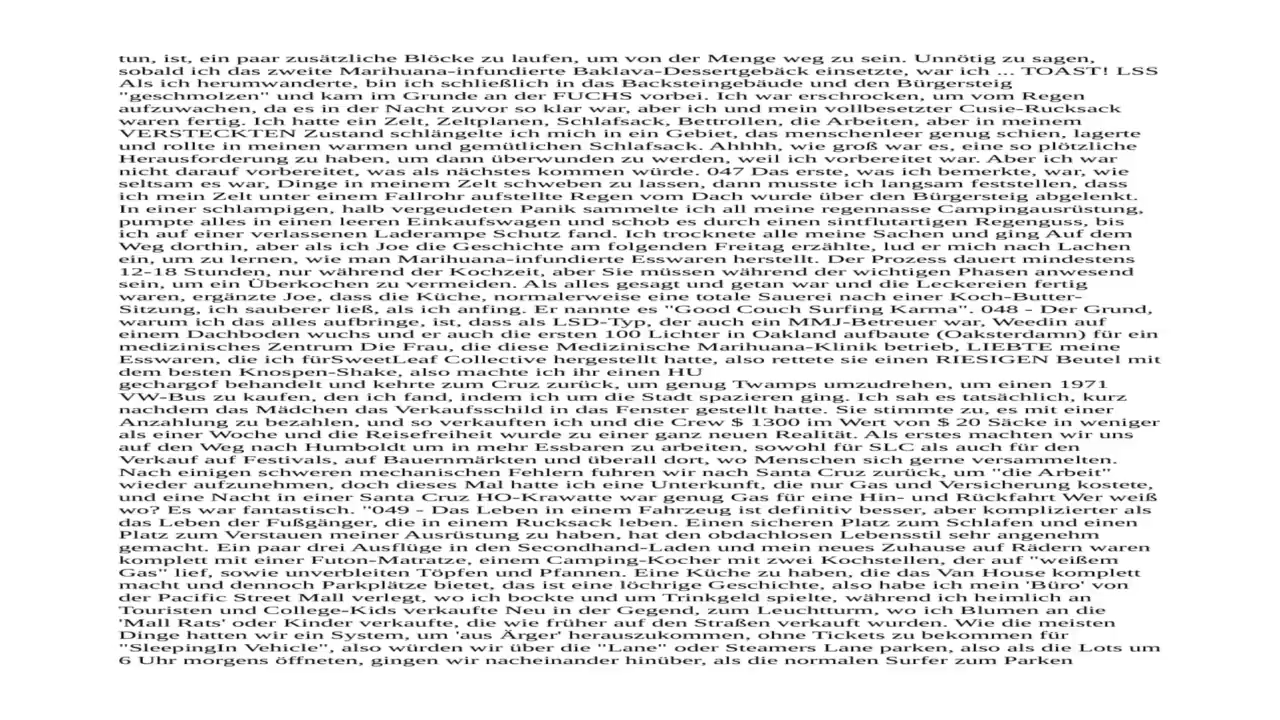 tun, ist, ein paar zusätzliche Blöcke zu laufen, um von der Menge weg zu sein. Unnötig zu sagen,
sobald ich das zweite Marihuana-infundierte Baklava-Dessertgebäck einsetzte, war ich ... TOAST! LSS
Als ich herumwanderte, bin ich schließlich in das Backsteingebäude und den Bürgersteig
"geschmolzen" und kam im Grunde an der FUCHS vorbei. Ich war erschrocken, um vom Regen
aufzuwachen, da es in der Nacht zuvor so klar war, aber ich und mein vollbesetzter Cusie-Rucksack
waren fertig. Ich hatte ein Zelt, Zeltplanen, Schlafsack, Bettrollen, die Arbeiten, aber in meinem
VERSTECKTEN Zustand schlängelte ich mich in ein Gebiet, das menschenleer genug schien, lagerte
und rollte in meinen warmen und gemütlichen Schlafsack. Ahhhh, wie groß war es, eine so plötzliche
Herausforderung zu haben, um dann überwunden zu werden, weil ich vorbereitet war. Aber ich war
nicht darauf vorbereitet, was als nächstes kommen würde. 047 Das erste, was ich bemerkte, war, wie
seltsam es war, Dinge in meinem Zelt schweben zu lassen, dann musste ich langsam feststellen, dass
ich mein Zelt unter einem Fallrohr aufstellte Regen vom Dach wurde über den Bürgersteig abgelenkt.
In einer schlampigen, halb vergeudeten Panik sammelte ich all meine regennasse Campingausrüstung,
pumpte alles in einen leeren Einkaufswagen und schob es durch einen sintflutartigen Regenguss, bis
ich auf einer verlassenen Laderampe Schutz fand. Ich trocknete alle meine Sachen und ging Auf dem
Weg dorthin, aber als ich Joe die Geschichte am folgenden Freitag erzählte, lud er mich nach Lachen
ein, um zu lernen, wie man Marihuana-infundierte Esswaren herstellt. Der Prozess dauert mindestens
12-18 Stunden, nur während der Kochzeit, aber Sie müssen während der wichtigen Phasen anwesend
sein, um ein Überkochen zu vermeiden. Als alles gesagt und getan war und die Leckereien fertig
waren, ergänzte Joe, dass die Küche, normalerweise eine totale Sauerei nach einer Koch-Butter-
Sitzung, ich sauberer ließ, als ich anfing. Er nannte es "Good Couch Surfing Karma". 048 - Der Grund,
warum ich das alles aufbringe, ist, dass als LSD-Typ, der auch ein MMJ-Betreuer war, Weedlin auf
einem Dachboden wuchs und er auch die ersten 100 Lichter in Oakland aufbaute (Oaksterdamn) für ein
medizinisches Zentrum Die Frau, die diese Medizinische Marihuana-Klinik betrieb, LIEBTE meine
Esswaren, die ich fürSweetLeaf Collective hergestellt hatte, also rettete sie einen RIESIGEN Beutel mit
dem besten Knospen-Shake, also machte ich ihr einen HU
gechargof behandelt und kehrte zum Cruz zurück, um genug Twamps umzudrehen, um einen 1971
VW-Bus zu kaufen, den ich fand, indem ich um die Stadt spazieren ging. Ich sah es tatsächlich, kurz
nachdem das Mädchen das Verkaufsschild in das Fenster gestellt hatte. Sie stimmte zu, es mit einer
Anzahlung zu bezahlen, und so verkauften ich und die Crew $ 1300 im Wert von $ 20 Säcke in weniger
als einer Woche und die Reisefreiheit wurde zu einer ganz neuen Realität. Als erstes machten wir uns
auf den Weg nach Humboldt um in mehr Essbaren zu arbeiten, sowohl für SLC als auch für den
Verkauf auf Festivals, auf Bauernmärkten und überall dort, wo Menschen sich gerne versammelten.
Nach einigen schweren mechanischen Fehlern fuhren wir nach Santa Cruz zurück, um "die Arbeit"
wieder aufzunehmen, doch dieses Mal hatte ich eine Unterkunft, die nur Gas und Versicherung kostete,
und eine Nacht in einer Santa Cruz HO-Krawatte war genug Gas für eine Hin- und Rückfahrt Wer weiß
wo? Es war fantastisch. "049 - Das Leben in einem Fahrzeug ist definitiv besser, aber komplizierter als
das Leben der Fußgänger, die in einem Rucksack leben. Einen sicheren Platz zum Schlafen und einen
Platz zum Verstauen meiner Ausrüstung zu haben, hat den obdachlosen Lebensstil sehr angenehm
gemacht. Ein paar drei Ausflüge in den Secondhand-Laden und mein neues Zuhause auf Rädern waren
komplett mit einer Futon-Matratze, einem Camping-Kocher mit zwei Kochstellen, der auf "weißem
Gas" lief, sowie unverbleiten Töpfen und Pfannen. Eine Küche zu haben, die das Van House komplett
macht und dennoch Parkplätze bietet, das ist eine löchrige Geschichte, also habe ich mein 'Büro' von
der Pacific Street Mall verlegt, wo ich bockte und um Trinkgeld spielte, während ich heimlich an
Touristen und College-Kids verkaufte Neu in der Gegend, zum Leuchtturm, wo ich Blumen an die
'Mall Rats' oder Kinder verkaufte, die wie früher auf den Straßen verkauft wurden. Wie die meisten
Dinge hatten wir ein System, um 'aus Ärger' herauszukommen, ohne Tickets zu bekommen für
"SleepingIn Vehicle", also würden wir über die "Lane" oder Steamers Lane parken, also als die Lots um
6 Uhr morgens öffneten, gingen wir nacheinander hinüber, als die normalen Surfer zum Parken